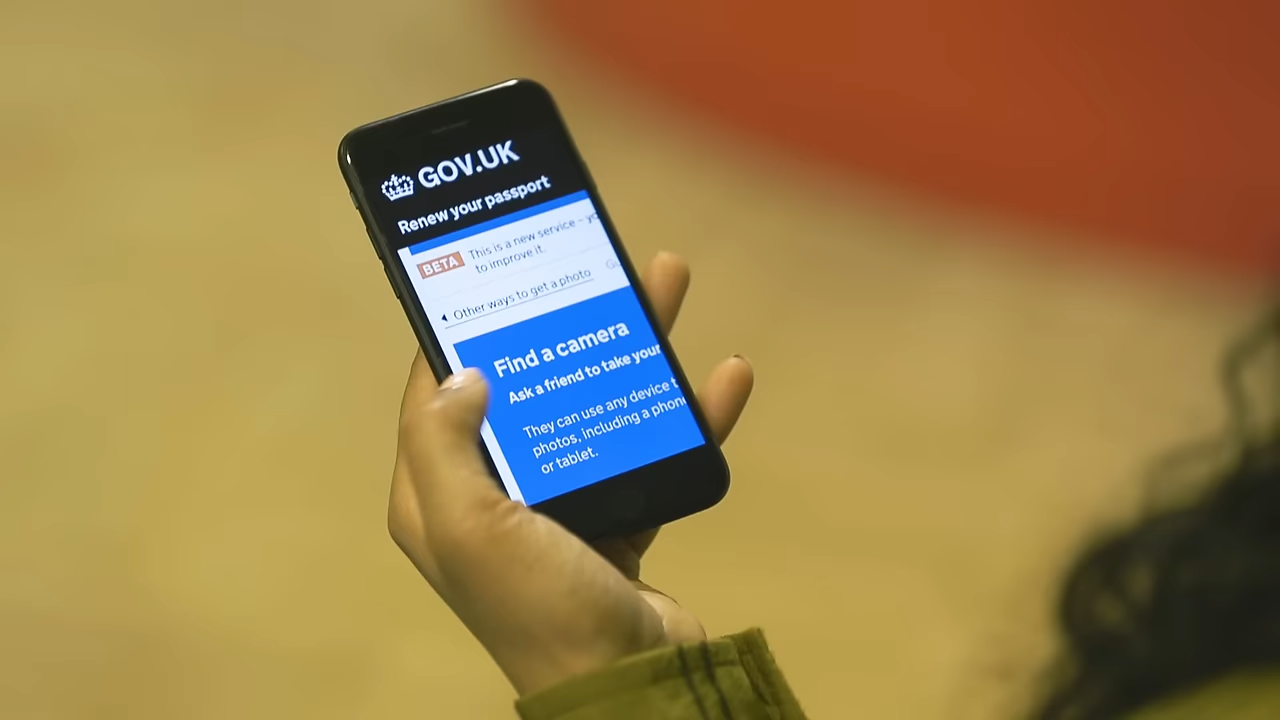 GOV.UK
Renew your passport
BETA
This is a new service – yo
to improve it.
Other ways to get a photo
Find a camera
Ask a friend to take your
They can use any device t
photos, including a phone
or tablet.